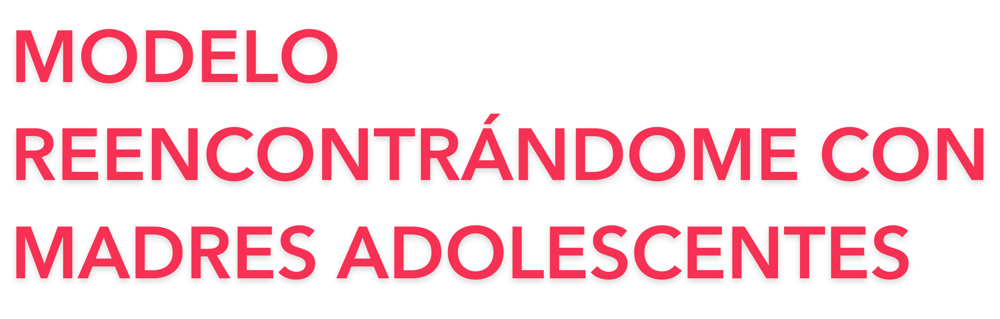 MODELO
REENCONTRÁNDOME CON
MADRES ADOLESCENTES